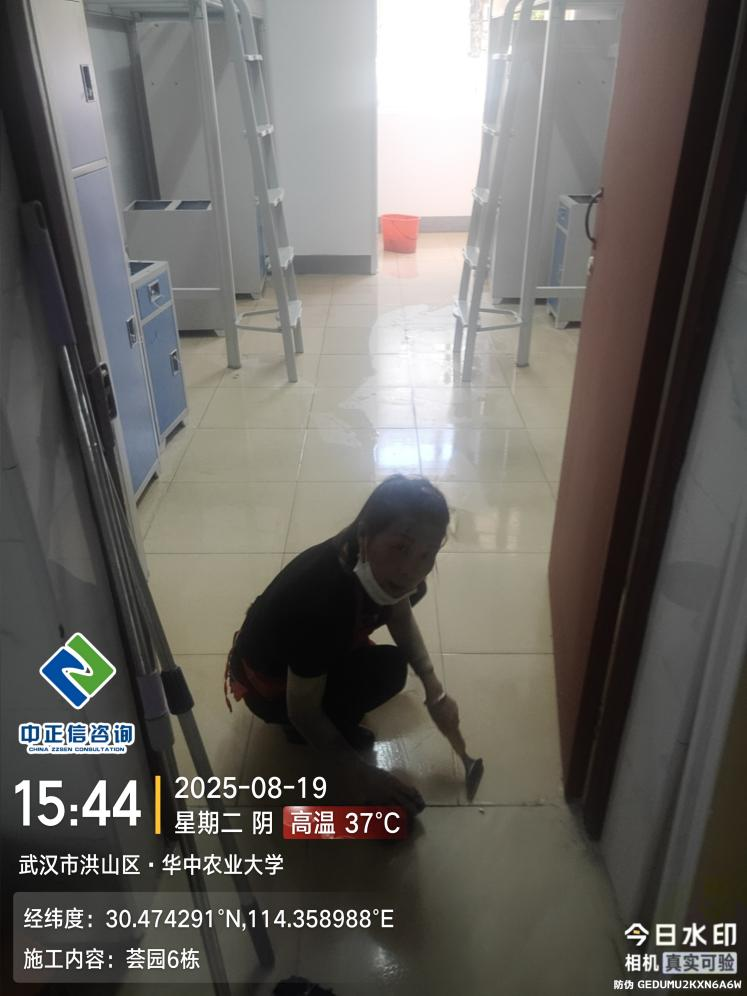 中正信咨询
CHINA ZZSEN CONSULTATION
15:44
2025-08-19
星期二 阴 高温 37°C
武汉市洪山区·华中农业大学
经纬度：30.474291°N,114.358988°E
施工内容：荟园6栋
今日水印
相机 真实可验
防伪 GEDUMU2KXN6A6W